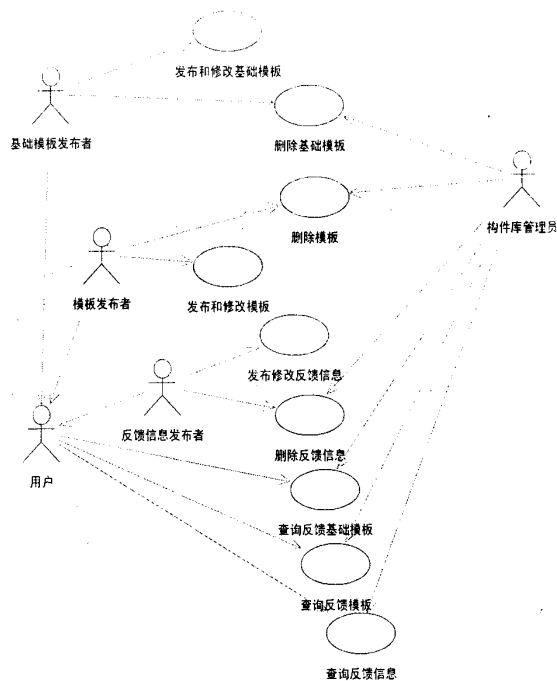 发布和修改基础模板
基础模板发布者
删除基础模板
构件库管理员
删除模板
模板发布者
发布和修改模板
发布修改反馈信息
反馈信息发布者
删除反馈信息
用户
查询反馈基础模板
查询反馈模板
查询反馈信息